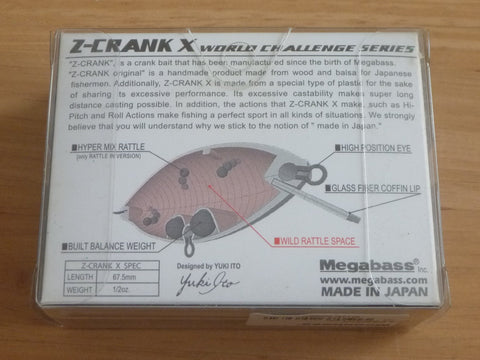 Z-CRANK X WORLD CHALLENGE SERIES
"Z-CRANK", is a crank bait that has been manufactured since the birth of Megabass.
"Z-CRANK original" is a handmade product made from wood and balsa for Japanese
fishermen. Additionally, Z-CRANK X is made from a special type of plastic for the sake
of sharing its excessive performance. Its excessive castability makes super long
distance casting possible. In addition, the actions that Z-CRANK X make, such as Hi-
Pitch and Roll Actions make fishing a perfect sport in all kinds of situations. We strongly
believe that you will understand why we stick to the notion of " made in Japan."
HYPER MIX RATTLE
(only RATTLE IN VERSION)
HIGH POSITION EYE
GLASS FIBER COFFIN LIP
BUILT BALANCE WEIGHT
WILD RATTLE SPACE
Z-CRANK X SPEC
LENGTH 67.5mm
WEIGHT 1/2oz.
Designed by YUKI ITO
Yuki Ito
Megabass Inc.
www.megabass.com
MADE IN JAPAN